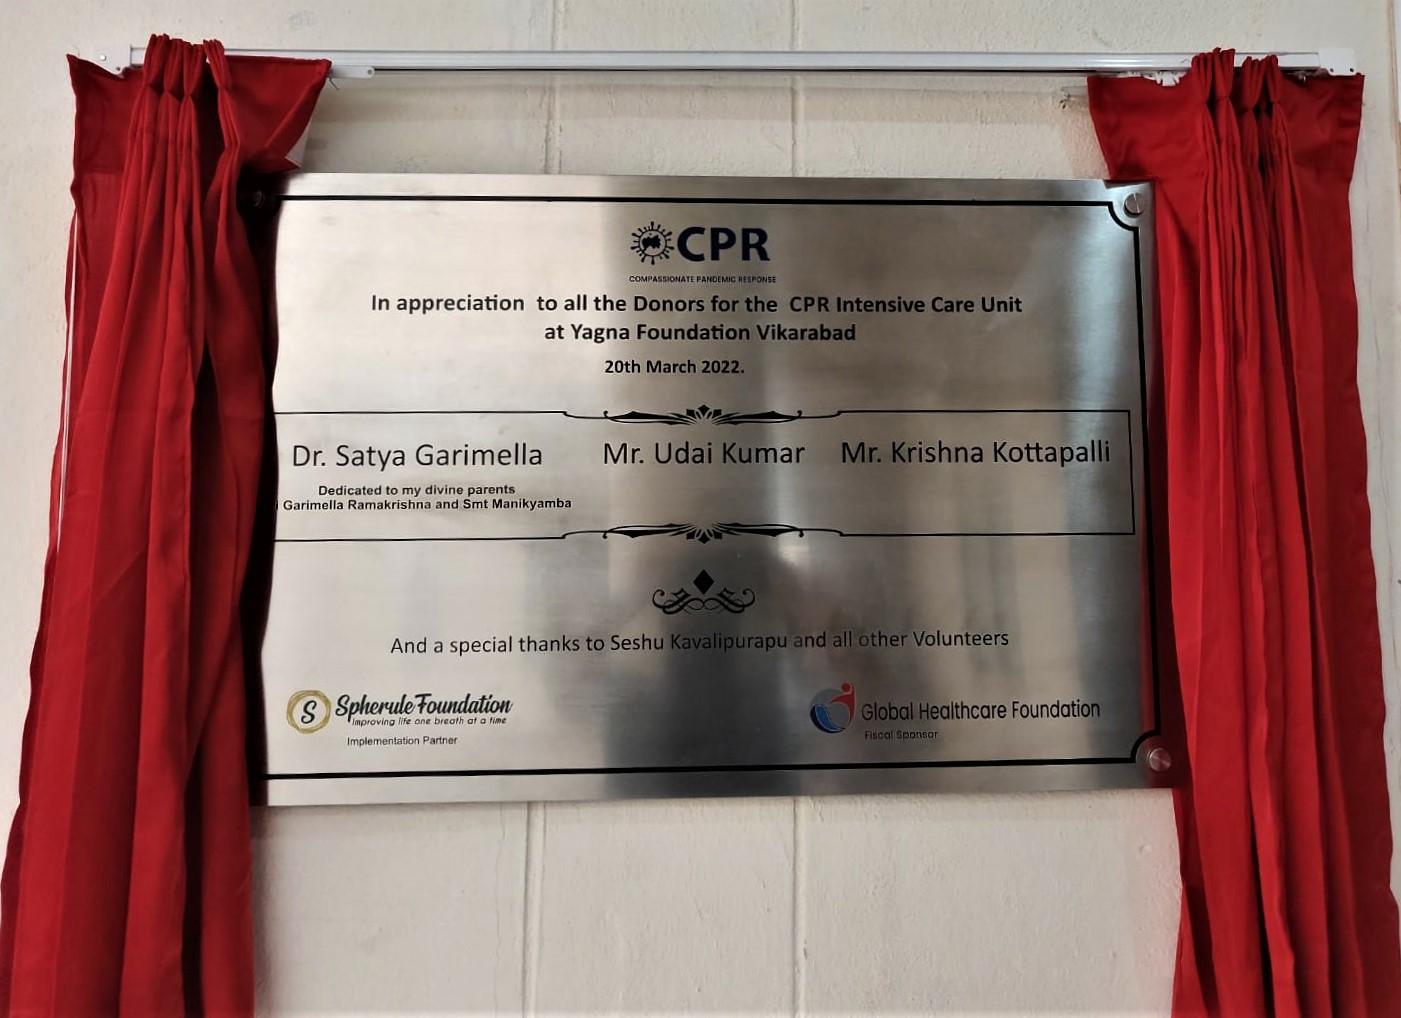 CPR
COMPASSIONATE PANDEMIC RESPONSE
In appreciation to all the Donors for the CPR Intensive Care Unit
at Yagna Foundation Vikarabad
20th March 2022.
Dr. Satya Garimella Mr. Udai Kumar Mr. Krishna Kottapalli
Dedicated to my divine parents
Garimella Ramakrishna and Smt Manikyamba
And a special thanks to Seshu Kavalipurapu and all other Volunteers
S Spherule Foundation
Improving life one breath at a time
Implementation Partner
Global Healthcare Foundation
Fiscal Sponsor